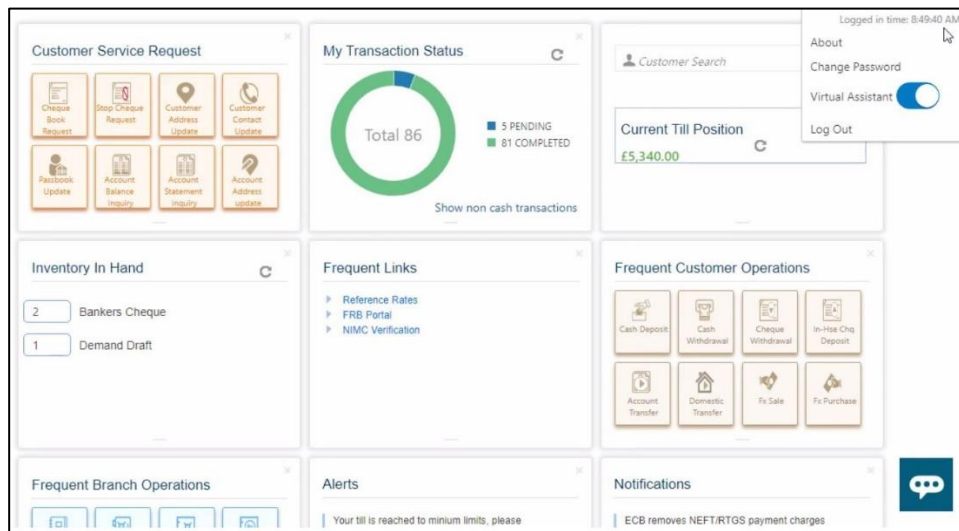 Logged in time: 8:49:40 AM
About
Change Password
Virtual Assistant
Log Out
Customer Service Request
Cheque
Book
Request
Stop Cheque
Request
Customer
Address
Update
Customer
Contact
Update
Passbook
Update
Account
Balance
Inquiry
Account
Statement
inquiry
Account
Address
update
My Transaction Status
Total 86
5 PENDING
81 COMPLETED
Show non cash transactions
Customer Search
Current Till Position
£5,340.00
Inventory In Hand
2 Bankers Cheque
1 Demand Draft
Frequent Links
Reference Rates
FRB Portal
NIMC Verification
Frequent Customer Operations
Cash Deposit
Cash
Withdrawal
Cheque
Withdrawal
In-Hse Chq
Deposit
Account
Transfer
Domestic
Transfer
Fx Sale
Fx Purchase
Frequent Branch Operations
Alerts
Your till is reached to minium limits, please
Notifications
ECB removes NEFT/RTGS payment charges